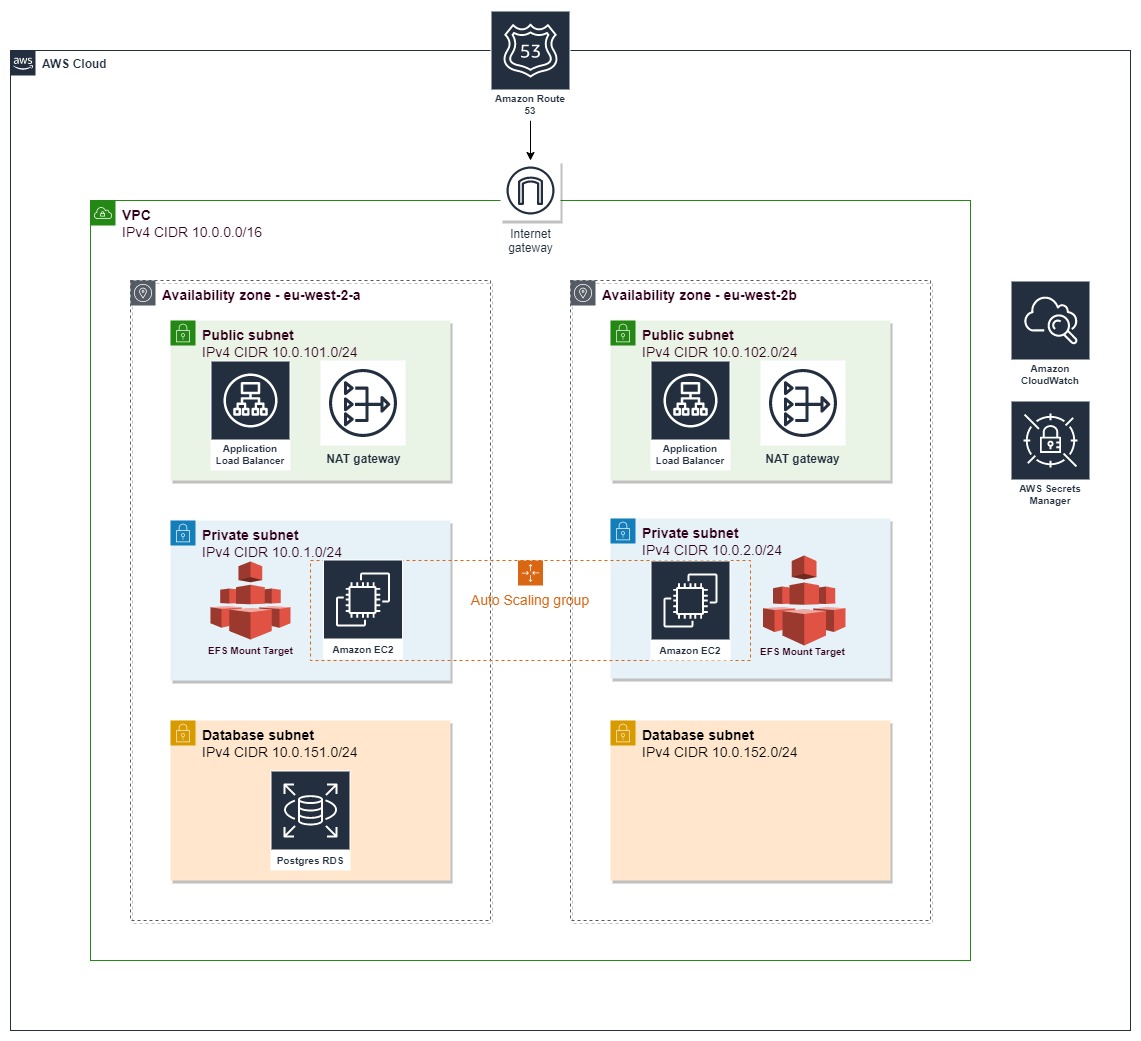 53
Amazon Route
53
aws
AWS Cloud
Internet
gateway
VPC
IPv4 CIDR 10.0.0.0/16
Availability zone - eu-west-2-a
Public subnet
IPv4 CIDR 10.0.101.0/24
Application
Load Balancer
NAT gateway
Private subnet
IPv4 CIDR 10.0.1.0/24
EFS Mount Target
Amazon EC2
Auto Scaling group
Database subnet
IPv4 CIDR 10.0.151.0/24
Postgres RDS
Availability zone - eu-west-2b
Public subnet
IPv4 CIDR 10.0.102.0/24
Application
Load Balancer
NAT gateway
Private subnet
IPv4 CIDR 10.0.2.0/24
Amazon EC2
EFS Mount Target
Database subnet
IPv4 CIDR 10.0.152.0/24
Amazon
CloudWatch
AWS Secrets
Manager